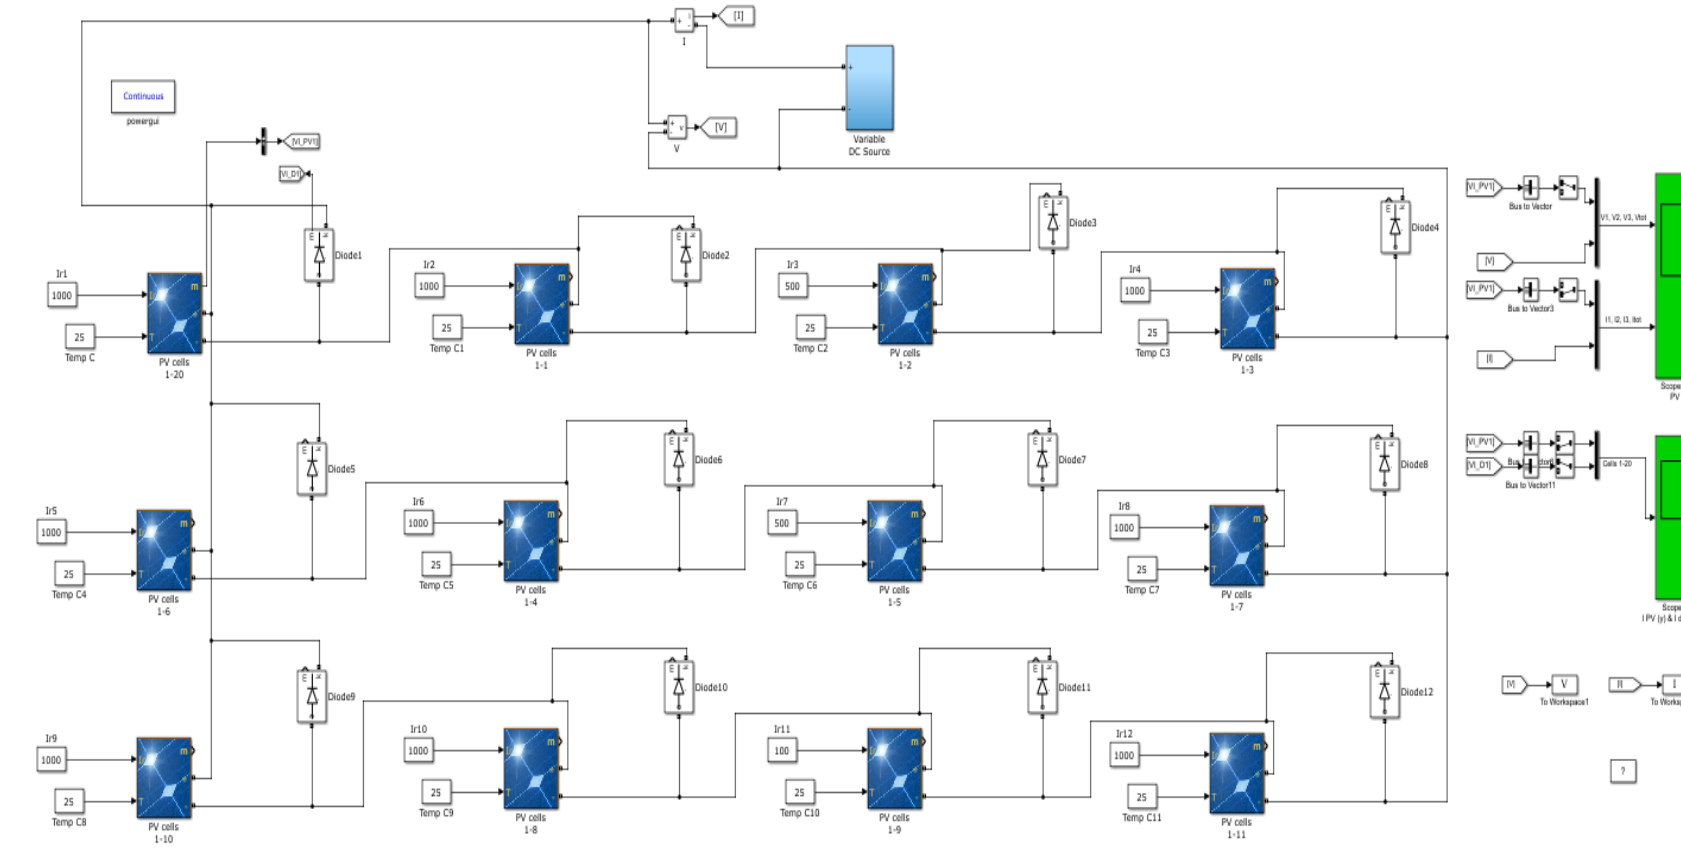 [I]
I
Continuous
powergui
[VI_PV1]
[V]
V
Variable
DC Source
[VI_D1]
Diode1
Diode2
Diode3
Diode4
Ir1
1000
25
Temp C
PV cells
1-20
Ir2
1000
25
Temp C1
PV cells
1-1
Ir3
500
25
Temp C2
PV cells
1-2
Ir4
1000
25
Temp C3
PV cells
1-3
Diode5
Diode6
Diode7
Diode8
Ir5
1000
25
Temp C4
PV cells
1-6
Ir6
1000
25
Temp C5
PV cells
1-4
Ir7
500
25
Temp C6
PV cells
1-5
Ir8
1000
25
Temp C7
PV cells
1-7
Diode9
Diode10
Diode11
Diode12
Ir9
1000
25
Temp C8
PV cells
1-10
Ir10
1000
25
Temp C9
PV cells
1-8
Ir11
100
25
Temp C10
PV cells
1-9
Ir12
1000
25
Temp C11
PV cells
1-11
[VI_PV1]
Bus to Vector
V1, V2, V3, Vtot
[V]
[VI_PV1]
Bus to Vector3
I1, I2, I3, Itot
[I]
Scope
PV
[VI_PV1]
[VI_D1]
Cells 1-20
Bus to Vector11
Scope
I PV (y) & I d
[V]
V
To Workspace1
[I]
I
To Works
?